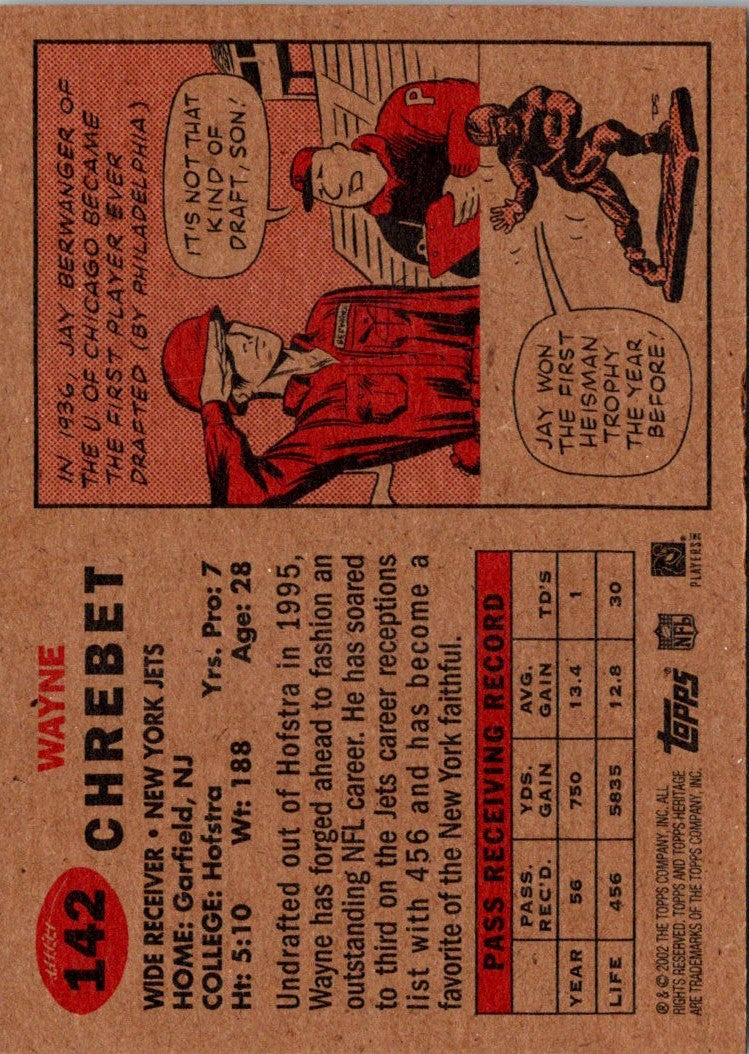 142
WAYNE
CHREBET
WIDE RECEIVER • NEW YORK JETS
HOME: Garfield, NJ
COLLEGE: Hofstra Yrs. Pro: 7
Ht: 5:10 Wt: 188 Age: 28
Undrafted out of Hofstra in 1995,
Wayne has forged ahead to fashion an
outstanding NFL career. He has soared
to third on the Jets career receptions
list with 456 and has become a
favorite of the New York faithful.
PASS RECEIVING RECORD
PASS. REC'D. YDS. GAIN AVG. GAIN TD'S
YEAR 56 750 13.4 1
LIFE 456 5835 12.8 30
® & © 2002 THE TOPPS COMPANY, INC. ALL
RIGHTS RESERVED. TOPPS AND TOPPS HERITAGE
ARE TRADEMARKS OF THE TOPPS COMPANY, INC.
TOPPS®
NFL
PLAYERS INC
IN 1936, JAY BERWANGER OF
THE U. OF CHICAGO BECAME
THE FIRST PLAYER EVER
DRAFTED (BY PHILADELPHIA)
IT'S NOT THAT
KIND OF
DRAFT, SON!
P
JAY WON
THE FIRST
HEISMAN
TROPHY
THE YEAR
BEFORE!